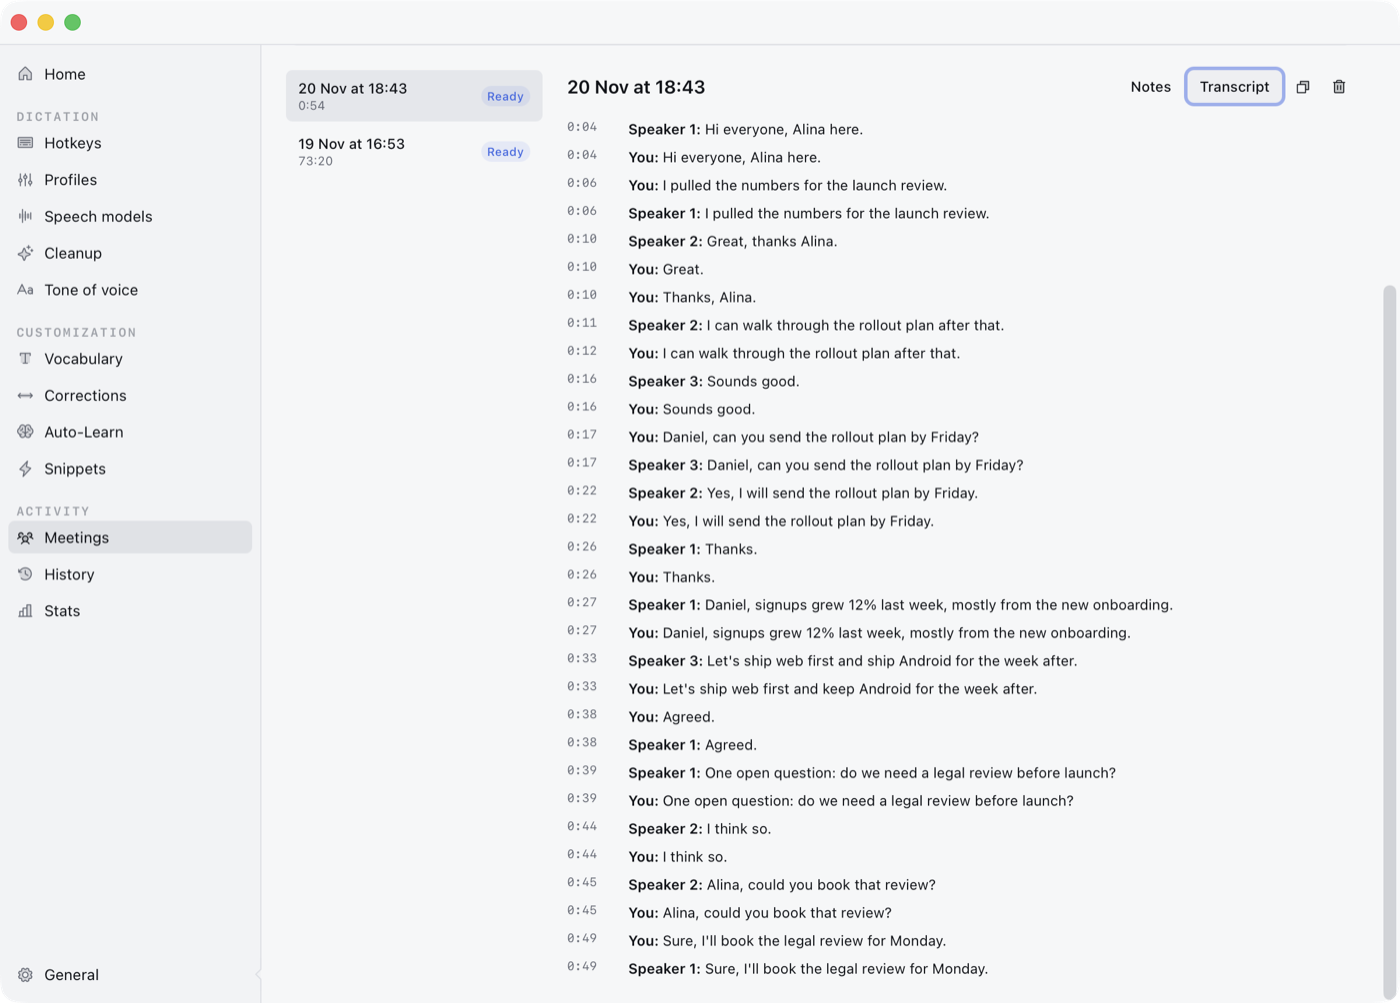 Home
DICTATION
Hotkeys
Profiles
Speech models
Cleanup
Aa Tone of voice
CUSTOMIZATION
Vocabulary
Corrections
Auto-Learn
Snippets
ACTIVITY
Meetings
History
Stats
General
20 Nov at 18:43
0:54
Ready
19 Nov at 16:53
73:20
Ready
20 Nov at 18:43
Notes
Transcript
0:04 Speaker 1: Hi everyone, Alina here.
0:04 You: Hi everyone, Alina here.
0:06 You: I pulled the numbers for the launch review.
0:06 Speaker 1: I pulled the numbers for the launch review.
0:10 Speaker 2: Great, thanks Alina.
0:10 You: Great.
0:10 You: Thanks, Alina.
0:11 Speaker 2: I can walk through the rollout plan after that.
0:12 You: I can walk through the rollout plan after that.
0:16 Speaker 3: Sounds good.
0:16 You: Sounds good.
0:17 You: Daniel, can you send the rollout plan by Friday?
0:17 Speaker 3: Daniel, can you send the rollout plan by Friday?
0:22 Speaker 2: Yes, I will send the rollout plan by Friday.
0:22 You: Yes, I will send the rollout plan by Friday.
0:26 Speaker 1: Thanks.
0:26 You: Thanks.
0:27 Speaker 1: Daniel, signups grew 12% last week, mostly from the new onboarding.
0:27 You: Daniel, signups grew 12% last week, mostly from the new onboarding.
0:33 Speaker 3: Let's ship web first and ship Android for the week after.
0:33 You: Let's ship web first and keep Android for the week after.
0:38 You: Agreed.
0:38 Speaker 1: Agreed.
0:39 Speaker 1: One open question: do we need a legal review before launch?
0:39 You: One open question: do we need a legal review before launch?
0:44 Speaker 2: I think so.
0:44 You: I think so.
0:45 Speaker 2: Alina, could you book that review?
0:45 You: Alina, could you book that review?
0:49 You: Sure, I'll book the legal review for Monday.
0:49 Speaker 1: Sure, I'll book the legal review for Monday.